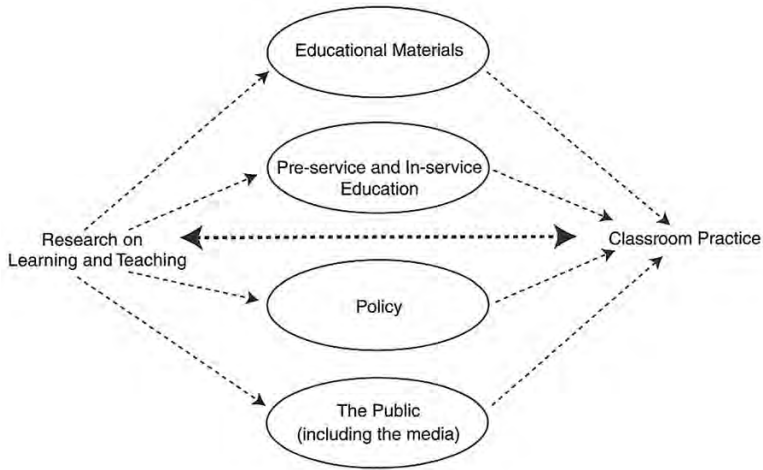 Educational Materials
Pre-service and In-service
Education
Research on
Learning and Teaching
Classroom Practice
Policy
The Public
(including the media)